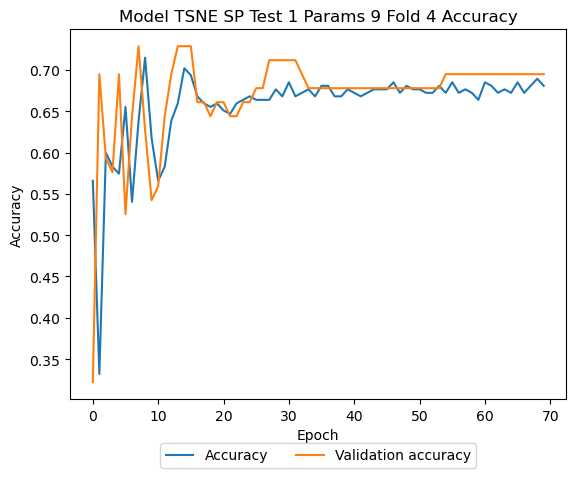 Model TSNE SP Test 1 Params 9 Fold 4 Accuracy
0.70
0.65
0.60
0.55
0.50
0.45
0.40
0.35
Accuracy
0 10 20 30 40 50 60 70
Epoch
Accuracy Validation accuracy